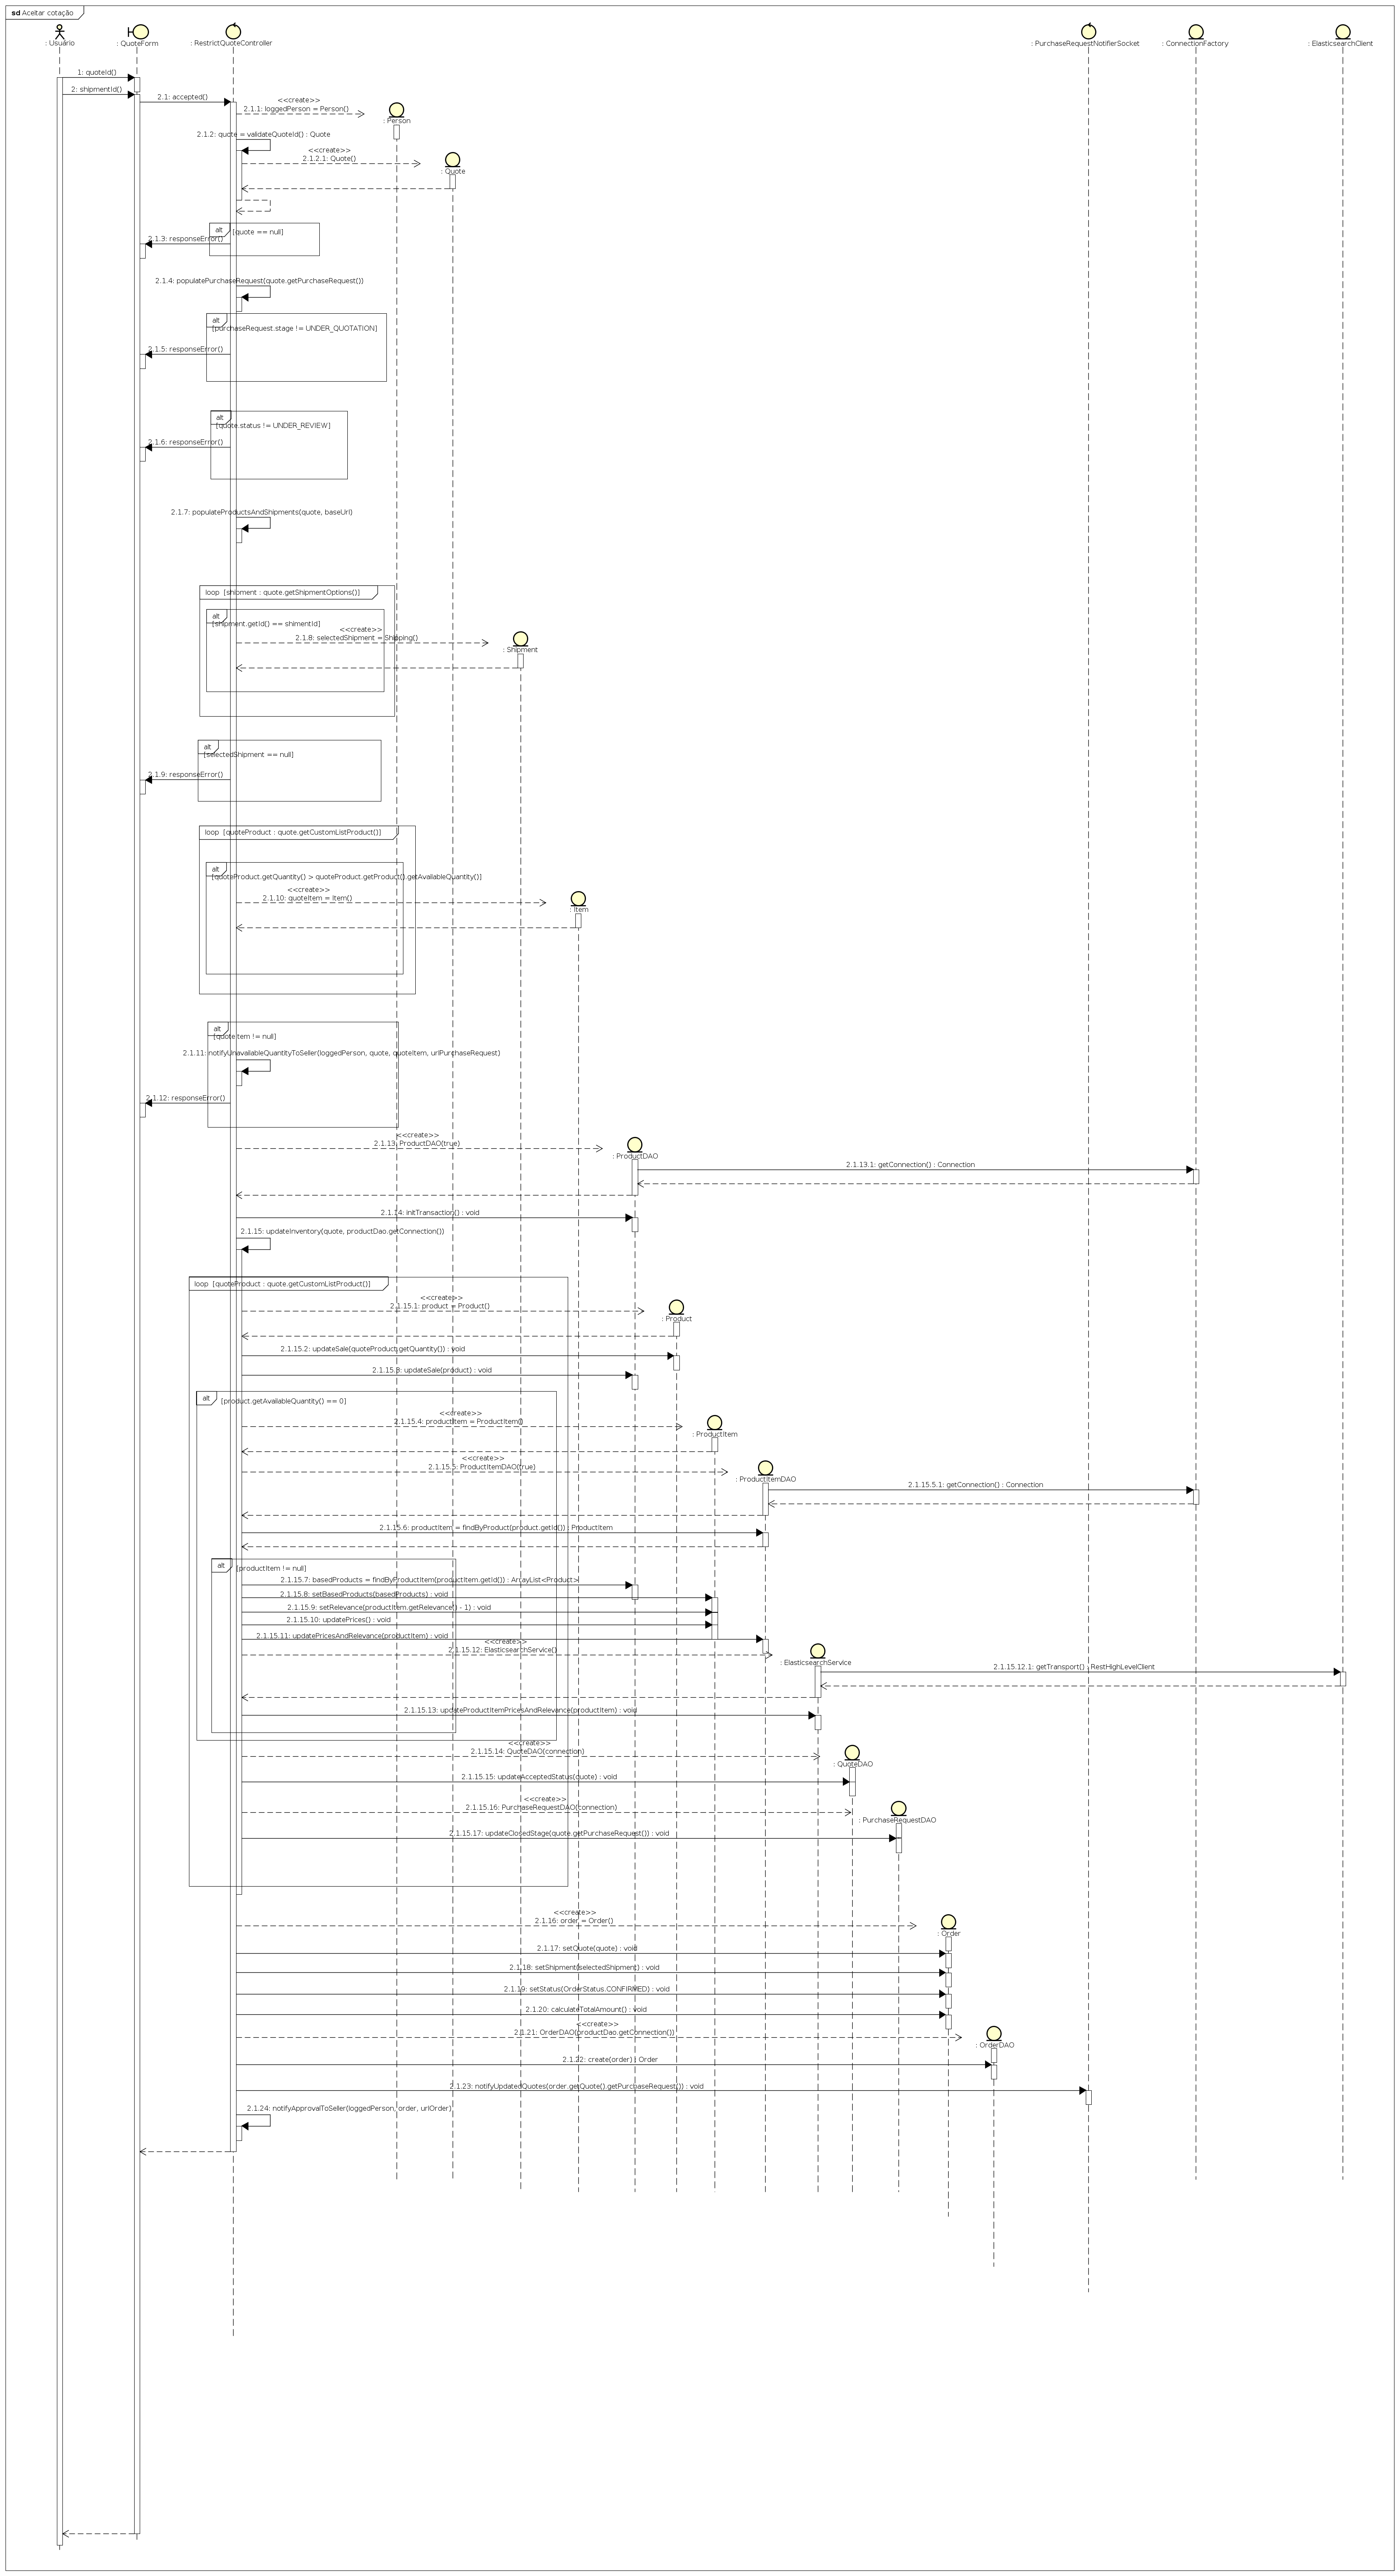 sd Aceitar cotação
: Usuario
: QuoteForm
: RestrictQuoteController
: PurchaseRequestNotifierSocket
: ConnectionFactory
: ElasticsearchClient
1: quoteId()
2: shipmentId()
2.1: accepted()
<<create>>
2.1.1: loggedPerson = Person()
: Person
2.1.2: quote = validateQuoteId() : Quote
<<create>>
2.1.2.1: Quote()
: Quote
alt
[quote == null]
2.1.3: responseError()
2.1.4: populatePurchaseRequest(quote.getPurchaseRequest())
alt
[purchaseRequest.stage != UNDER_QUOTATION]
2.1.5: responseError()
alt
[quote.status != UNDER_REVIEW]
2.1.6: responseError()
2.1.7: populateProductsAndShipments(quote, baseUrl)
loop [shipment : quote.getShipmentOptions()]
alt
[shipment.getId() == shimentId]
<<create>>
2.1.8: selectedShipment = Shipping()
: Shipment
alt
[selectedShipment == null]
2.1.9: responseError()
loop [quoteProduct : quote.getCustomListProduct()]
alt
[quoteProduct.getQuantity() > quoteProduct.getProduct().getAvailableQuantity()]
<<create>>
2.1.10: quoteItem = Item()
: Item
alt
[quoteItem != null]
2.1.11: notifyUnavailableQuantityToSeller(loggedPerson, quote, quoteItem, urlPurchaseRequest)
2.1.12: responseError()
<<create>>
2.1.13: ProductDAO(true)
: ProductDAO
2.1.13.1: getConnection() : Connection
2.1.14: initTransaction() : void
2.1.15: updateInventory(quote, productDao.getConnection())
loop [quoteProduct : quote.getCustomListProduct()]
<<create>>
2.1.15.1: product = Product()
: Product
2.1.15.2: updateSale(quoteProduct.getQuantity()) : void
2.1.15.3: updateSale(product) : void
alt
[product.getAvailableQuantity() == 0]
<<create>>
2.1.15.4: productItem = ProductItem()
: ProductItem
<<create>>
2.1.15.5: ProductItemDAO(true)
: ProductItemDAO
2.1.15.5.1: getConnection() : Connection
2.1.15.6: productItem = findByProduct(product.getId()) : ProductItem
alt
[productItem != null]
2.1.15.7: basedProducts = findByProductItem(productItem.getId()) : ArrayList<Product>
2.1.15.8: setBasedProducts(basedProducts) : void
2.1.15.9: setRelevance(productItem.getRelevance() - 1) : void
2.1.15.10: updatePrices() : void
2.1.15.11: updatePricesAndRelevance(productItem) : void
<<create>>
2.1.15.12: ElasticsearchService()
: ElasticsearchService
2.1.15.12.1: getTransport() : RestHighLevelClient
2.1.15.13: updateProductItemPricesAndRelevance(productItem) : void
<<create>>
2.1.15.14: QuoteDAO(connection)
: QuoteDAO
2.1.15.15: updateAcceptedStatus(quote) : void
<<create>>
2.1.15.16: PurchaseRequestDAO(connection)
: PurchaseRequestDAO
2.1.15.17: updateClosedStage(quote.getPurchaseRequest()) : void
<<create>>
2.1.16: order = Order()
: Order
2.1.17: setQuote(quote) : void
2.1.18: setShipment(selectedShipment) : void
2.1.19: setStatus(OrderStatus.CONFIRMED) : void
2.1.20: calculateTotalAmount() : void
<<create>>
2.1.21: OrderDAO(productDao.getConnection())
: OrderDAO
2.1.22: create(order) : Order
2.1.23: notifyUpdatedQuotes(order.getQuote().getPurchaseRequest()) : void
2.1.24: notifyApprovalToSeller(loggedPerson, order, urlOrder)